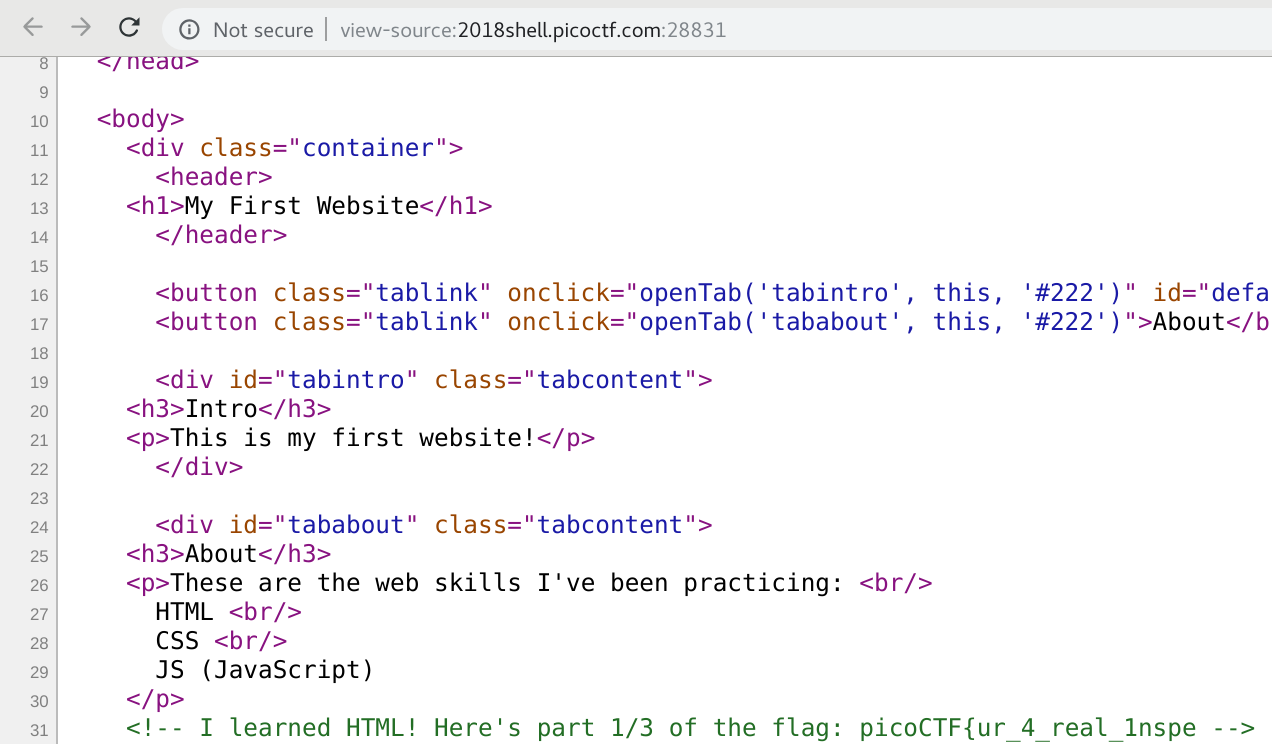 Not secure | view-source:2018shell.picoctf.com:28831
8 </head>
9
10 <body>
11 <div class="container">
12 <header>
13 <h1>My First Website</h1>
14 </header>
15
16 <button class="tablink" onclick="openTab('tabintro', this, '#222')" id="defa
17 <button class="tablink" onclick="openTab('tababout', this, '#222')">About</b
18
19 <div id="tabintro" class="tabcontent">
20 <h3>Intro</h3>
21 <p>This is my first website!</p>
22 </div>
23
24 <div id="tababout" class="tabcontent">
25 <h3>About</h3>
26 <p>These are the web skills I've been practicing: <br/>
27 HTML <br/>
28 CSS <br/>
29 JS (JavaScript)
30 </p>
31 <!-- I learned HTML! Here's part 1/3 of the flag: picoCTF{ur_4_real_1nspe -->